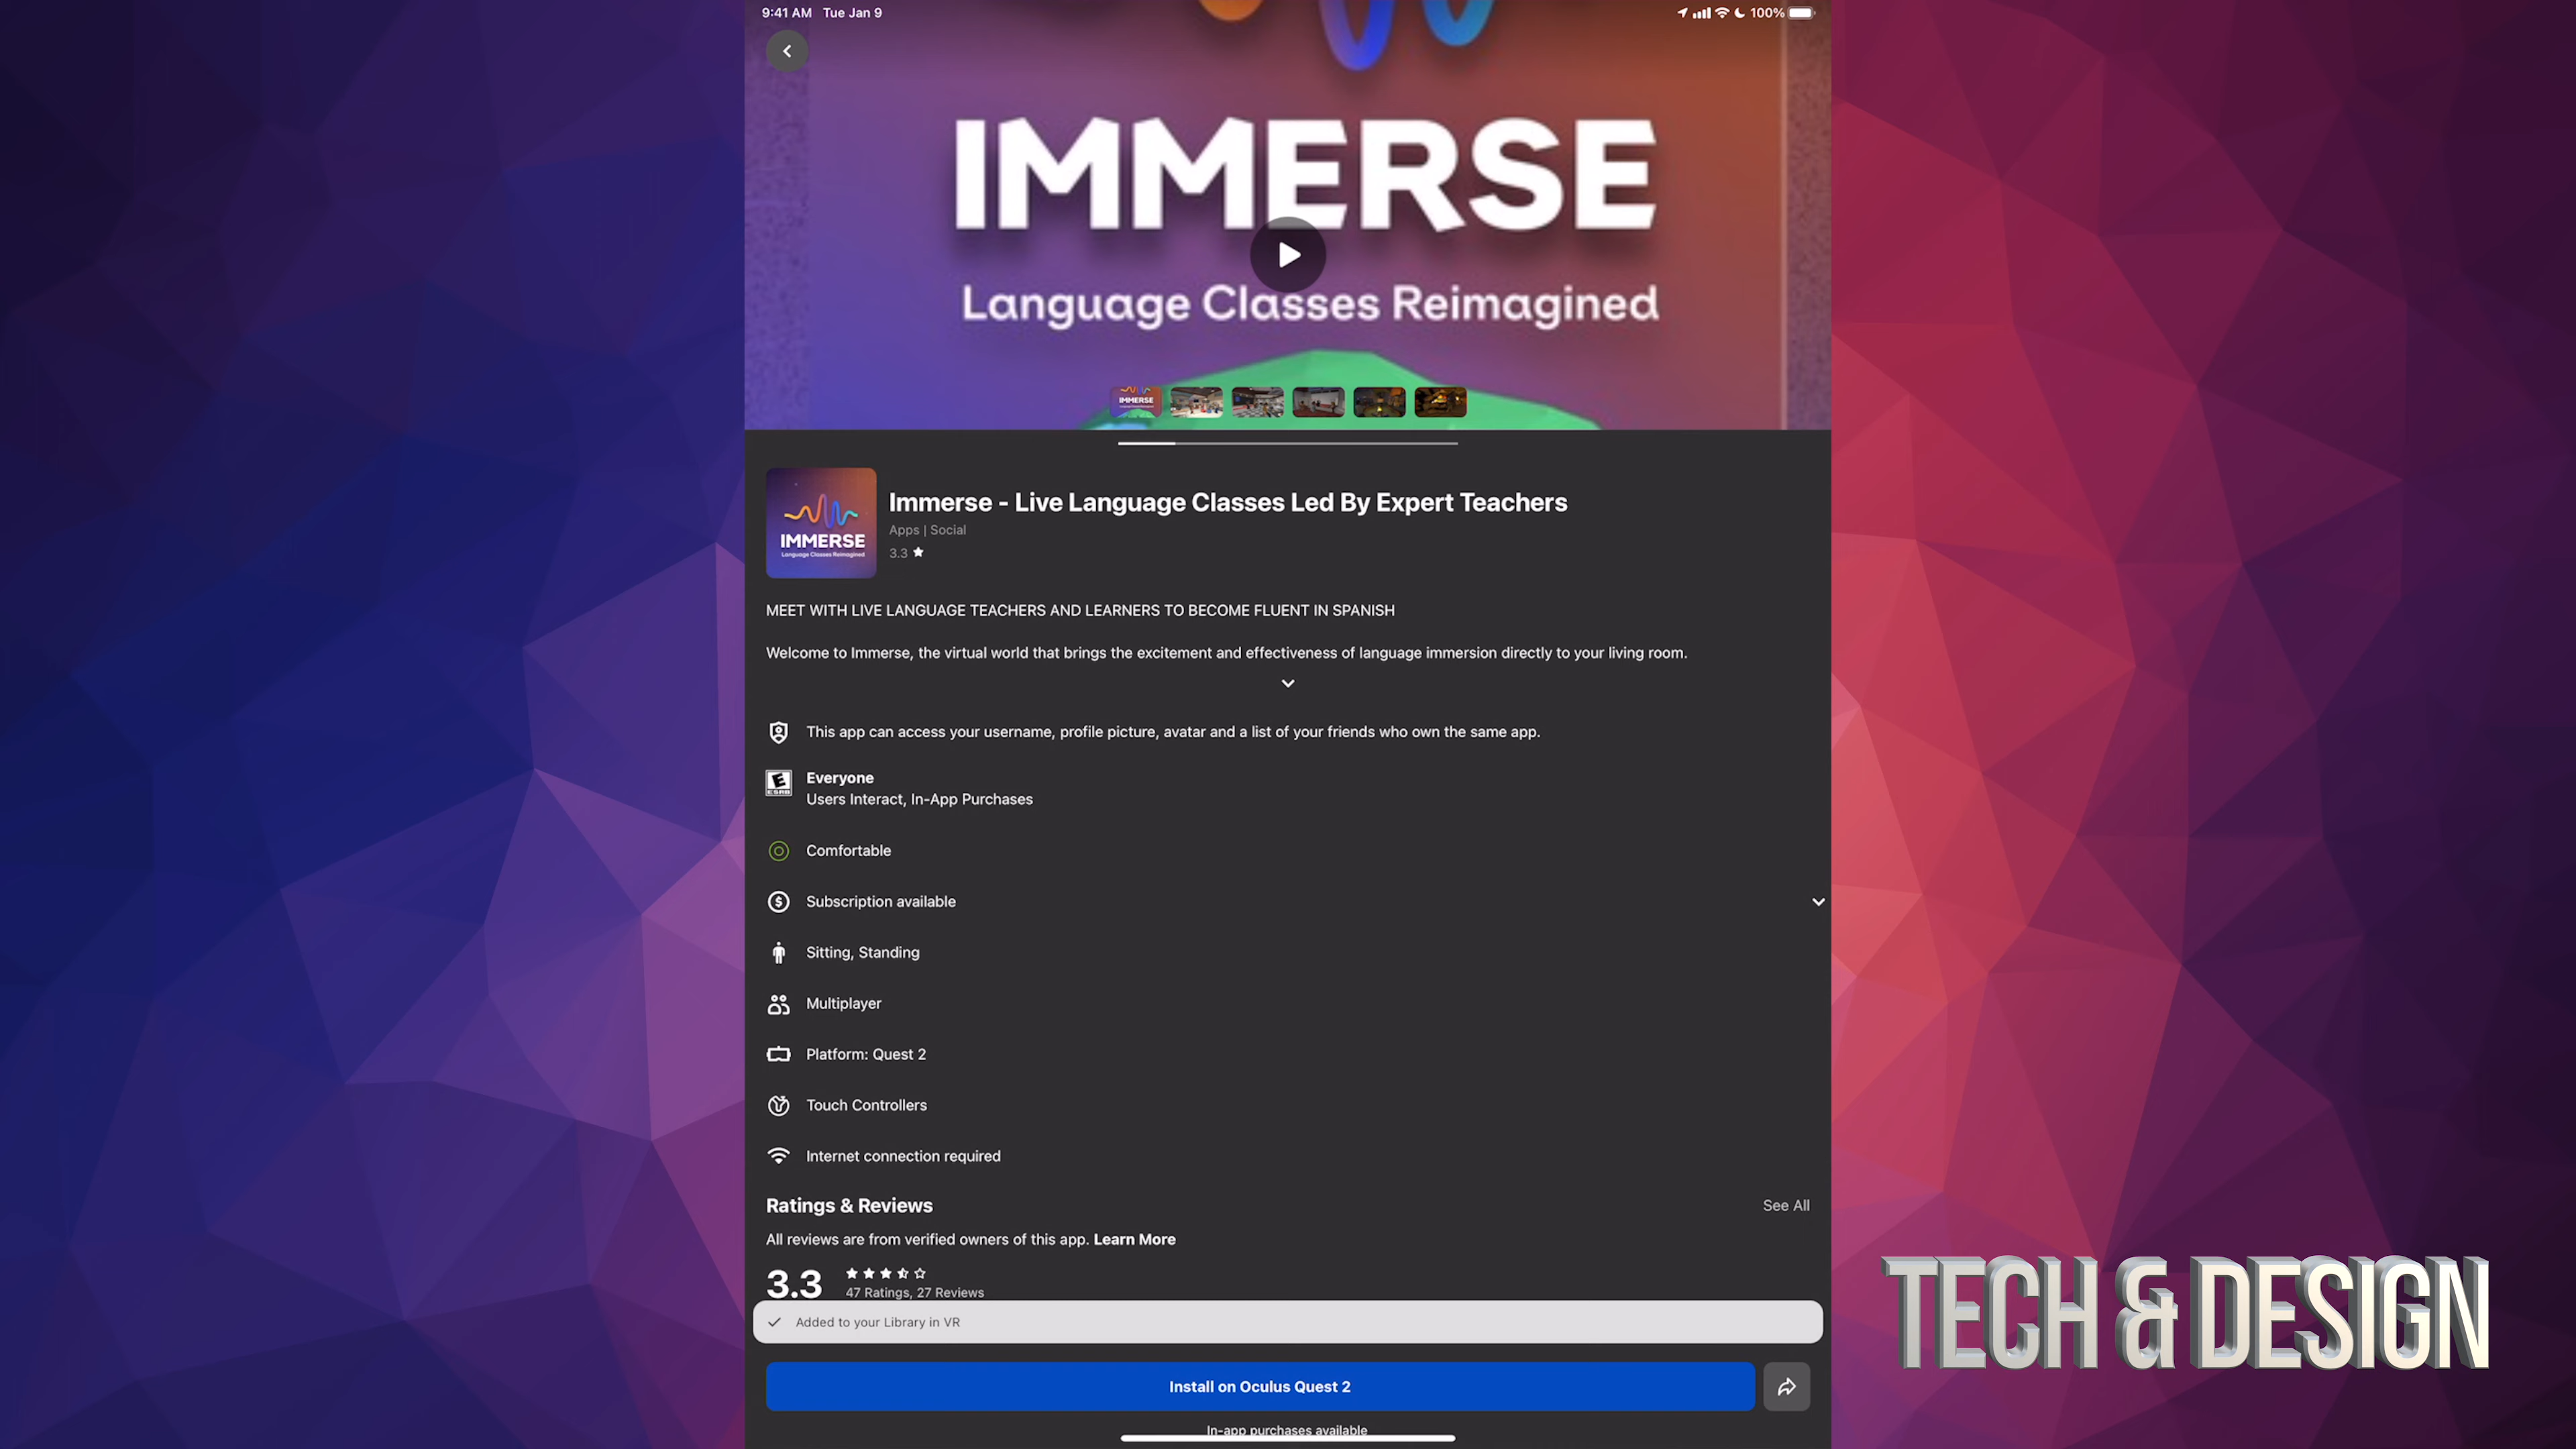 9:41 AM Tue Jan 9
100%
IMMERSE
Language Classes Reimagined
IMMERSE
IMMERSE
Language Classes Reimagined
Immerse - Live Language Classes Led By Expert Teachers
Apps | Social
3.3
MEET WITH LIVE LANGUAGE TEACHERS AND LEARNERS TO BECOME FLUENT IN SPANISH
Welcome to Immerse, the virtual world that brings the excitement and effectiveness of language immersion directly to your living room.
This app can access your username, profile picture, avatar and a list of your friends who own the same app.
E
ESRB
Everyone
Users Interact, In-App Purchases
Comfortable
Subscription available
Sitting, Standing
Multiplayer
Platform: Quest 2
Touch Controllers
Internet connection required
Ratings & Reviews
See All
All reviews are from verified owners of this app. Learn More
3.3
47 Ratings, 27 Reviews
Added to your Library in VR
Install on Oculus Quest 2
In-app purchases available
TECH & DESIGN